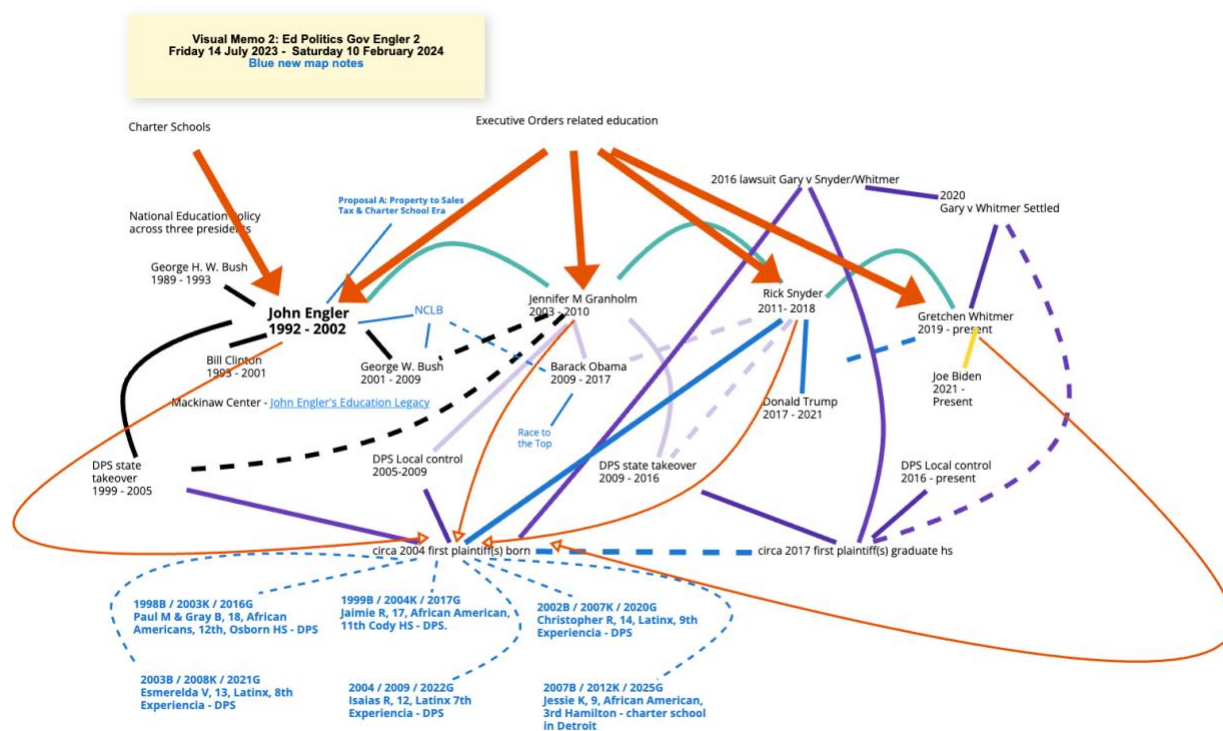 Visual Memo 2: Ed Politics Gov Engler 2
Friday 14 July 2023 - Saturday 10 February 2024
Blue new map notes
Charter Schools
Executive Orders related education
2016 lawsuit Gary v Snyder/Whitmer
2020
Gary v Whitmer Settled
Proposal A: Property to Sales
Tax & Charter School Era
National Education Policy
across three presidents
George H. W. Bush
1989 - 1993
John Engler
1992 - 2002
NCLB
Jennifer M Granholm
2003 - 2010
Rick Snyder
2011- 2018
Gretchen Whitmer
2019 - present
Bill Clinton
1993 - 2001
George W. Bush
2001 - 2009
Barack Obama
2009 - 2017
Donald Trump
2017 - 2021
Joe Biden
2021 -
Present
Mackinaw Center - John Engler's Education Legacy
Race to
the Top
DPS state
takeover
1999 - 2005
DPS Local control
2005-2009
DPS state takeover
2009 - 2016
DPS Local control
2016 - present
circa 2004 first plaintiff(s) born
circa 2017 first plaintiff(s) graduate hs
1998B / 2003K / 2016G
Paul M & Gray B, 18, African
Americans, 12th, Osborn HS - DPS
1999B / 2004K / 2017G
Jaimie R, 17, African American,
11th Cody HS - DPS.
2002B / 2007K / 2020G
Christopher R, 14, Latinx, 9th
Experiencia - DPS
2003B / 2008K / 2021G
Esmerelda V, 13, Latinx, 8th
Experiencia - DPS
2004 / 2009 / 2022G
Isaias R, 12, Latinx 7th
Experiencia - DPS
2007B / 2012K / 2025G
Jessie K, 9, African American,
3rd Hamilton - charter school
in Detroit